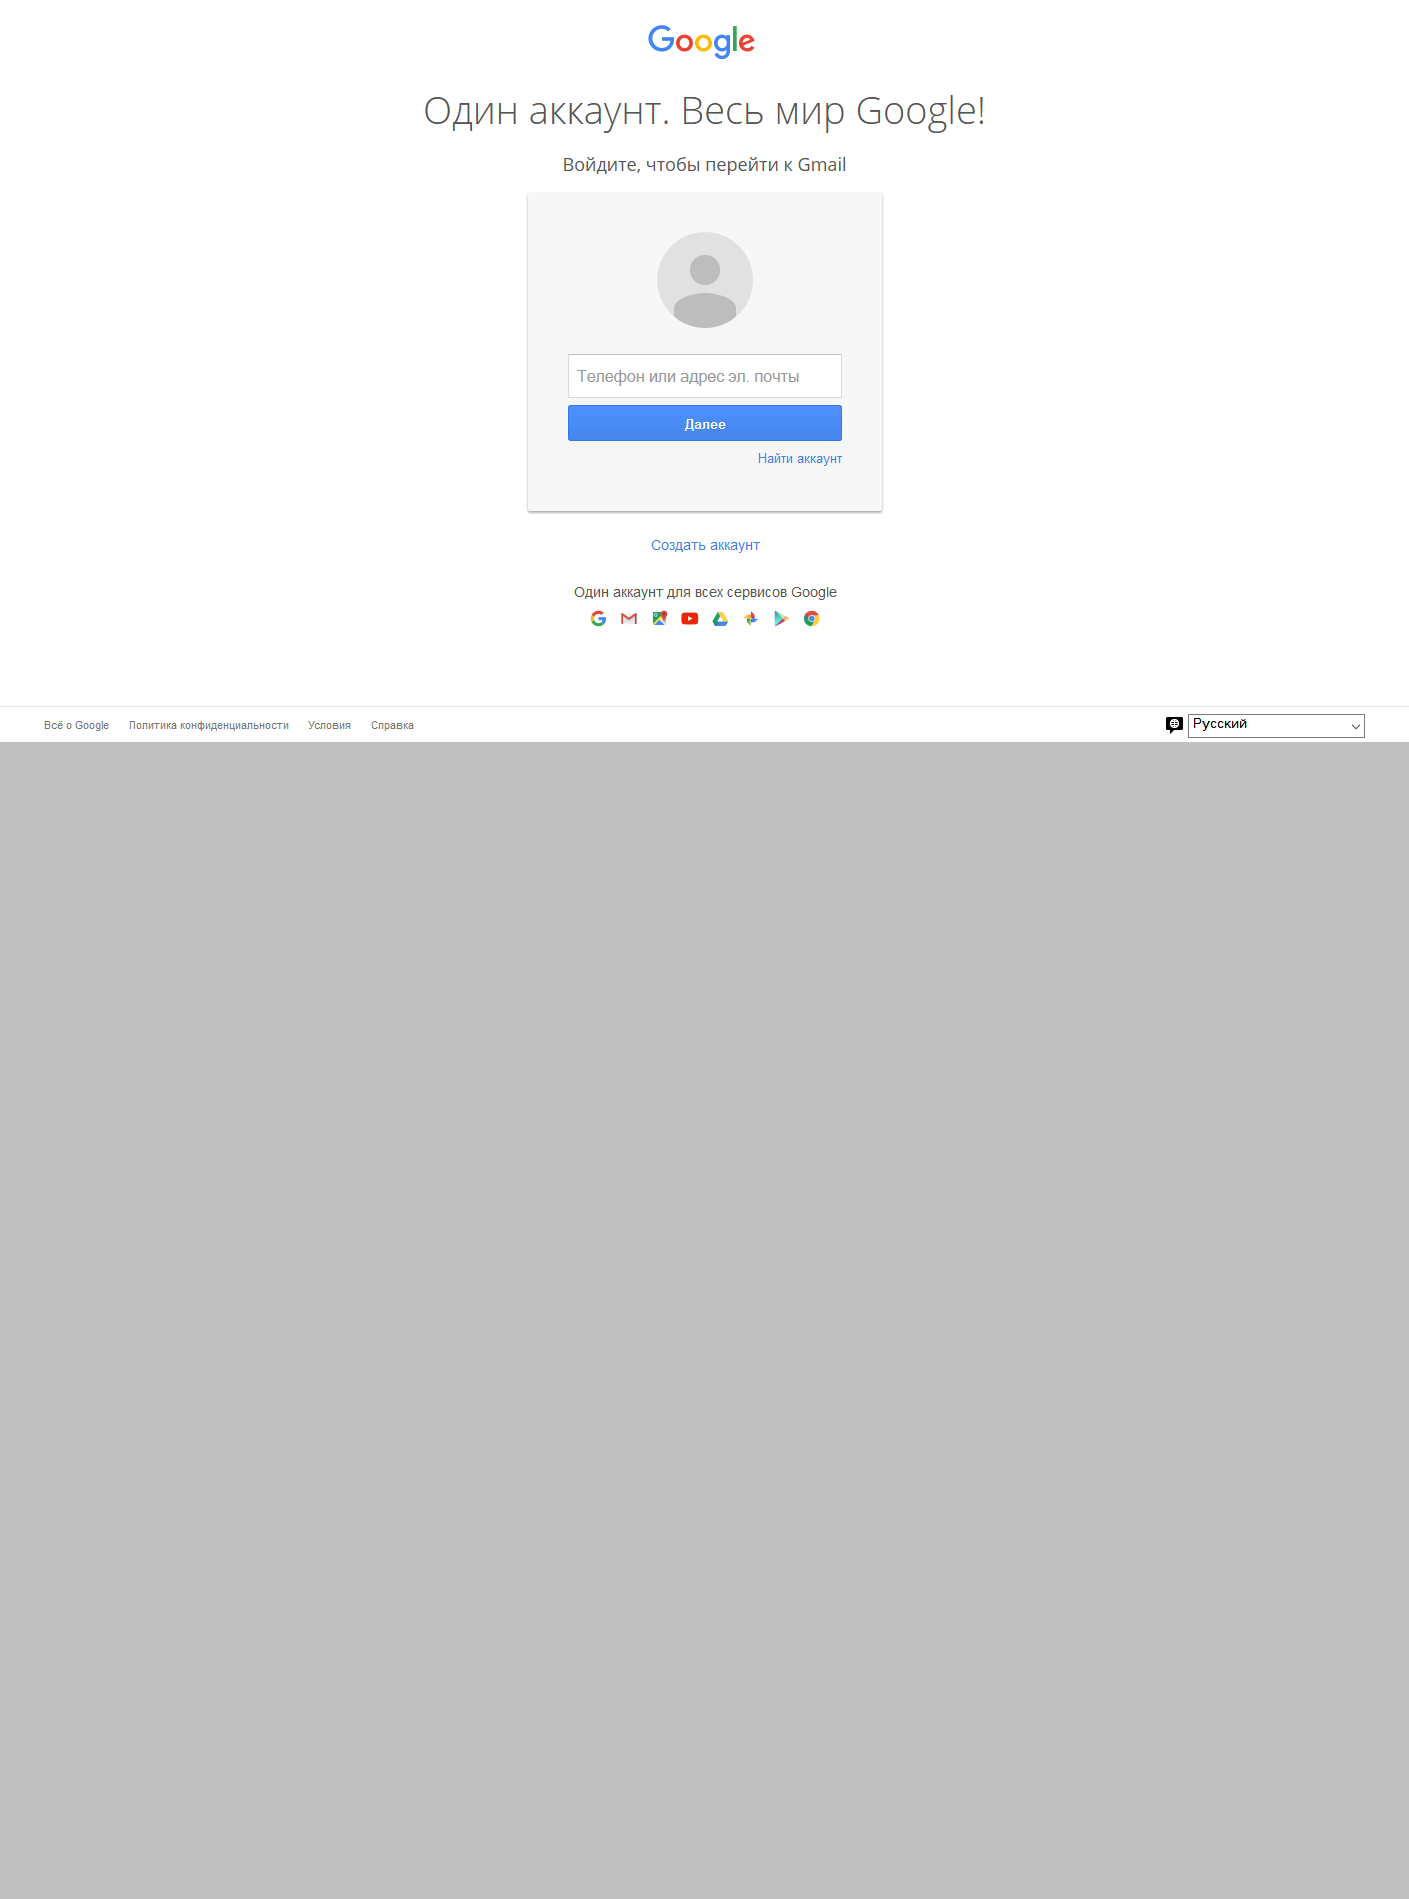 Google
Один аккаунт. Весь мир Google!
Войдите, чтобы перейти к Gmail
Телефон или адрес эл. почты
Далее
Найти аккаунт
Создать аккаунт
Один аккаунт для всех сервисов Google
Всё о Google Политика конфиденциальности Условия Справка Русский